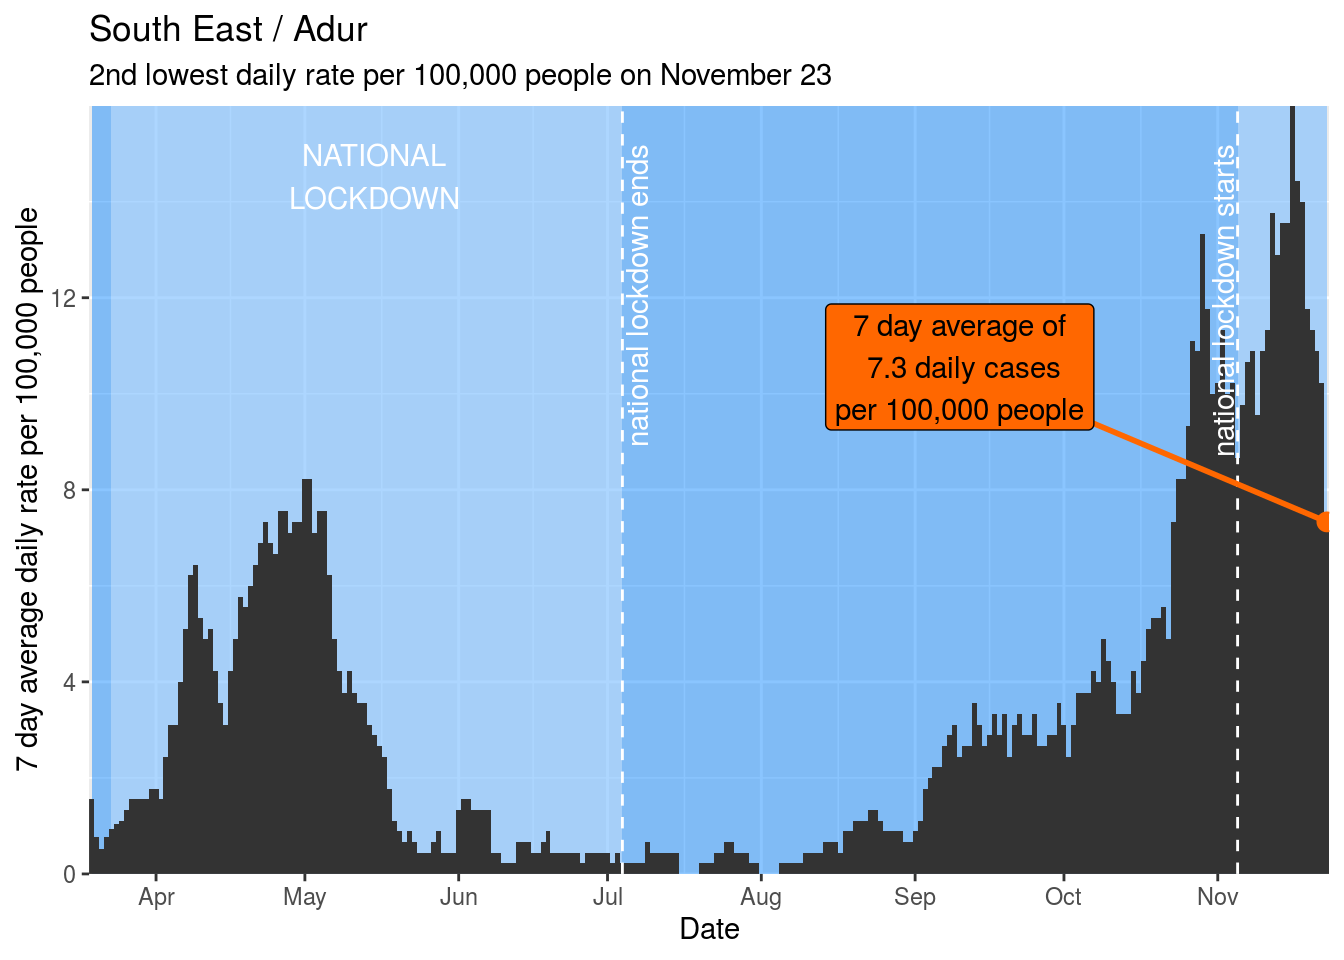 South East / Adur
2nd lowest daily rate per 100,000 people on November 23
7 day average daily rate per 100,000 people
NATIONAL
LOCKDOWN
national lockdown ends
national lockdown starts
7 day average of
7.3 daily cases
per 100,000 people
12
8
4
0
Apr
May
Jun
Jul
Aug
Sep
Oct
Nov
Date